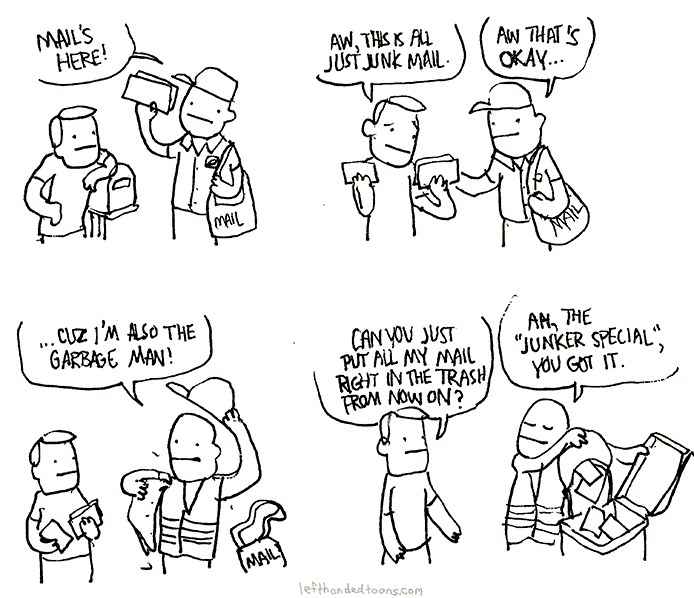 MAIL'S
HERE!
MAIL
AW, THIS IS ALL
JUST JUNK MAIL.
AW THAT'S
OKAY...
MAIL
...CUZ I'M ALSO THE
GARBAGE MAN!
MAIL
CAN YOU JUST
PUT ALL MY MAIL
RIGHT IN THE TRASH
FROM NOW ON?
AH, THE
"JUNKER SPECIAL",
YOU GOT IT.
lefthandedtoons.com